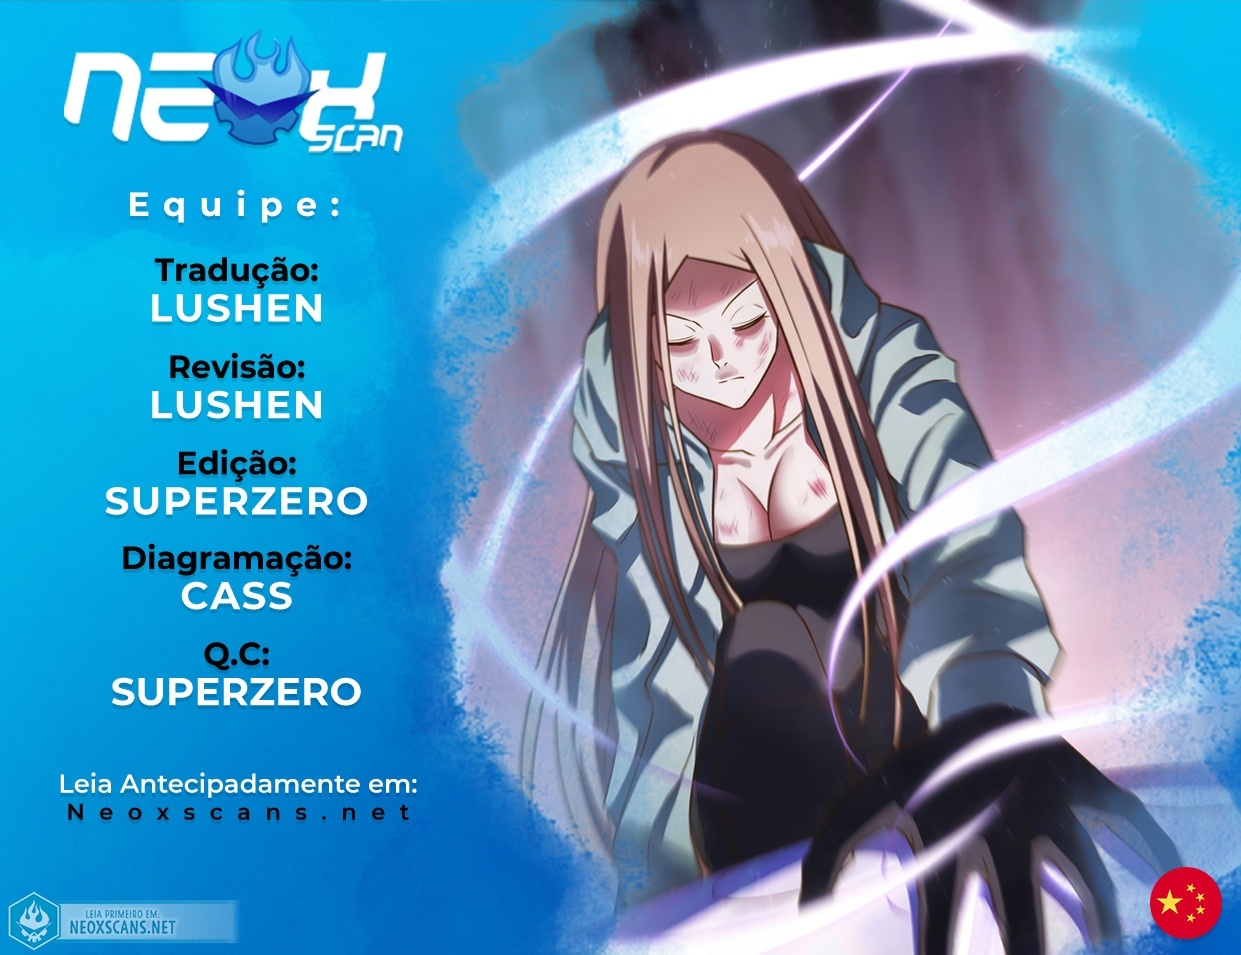 NEOX
SCAN
Equipe:
Tradução:
LUSHEN
Revisão:
LUSHEN
Edição:
SUPERZERO
Diagramação:
CASS
Q.C:
SUPERZERO
Leia Antecipadamente em:
Neoxscans.net
LEIA PRIMEIRO EM:
NEOXSCANS.NET